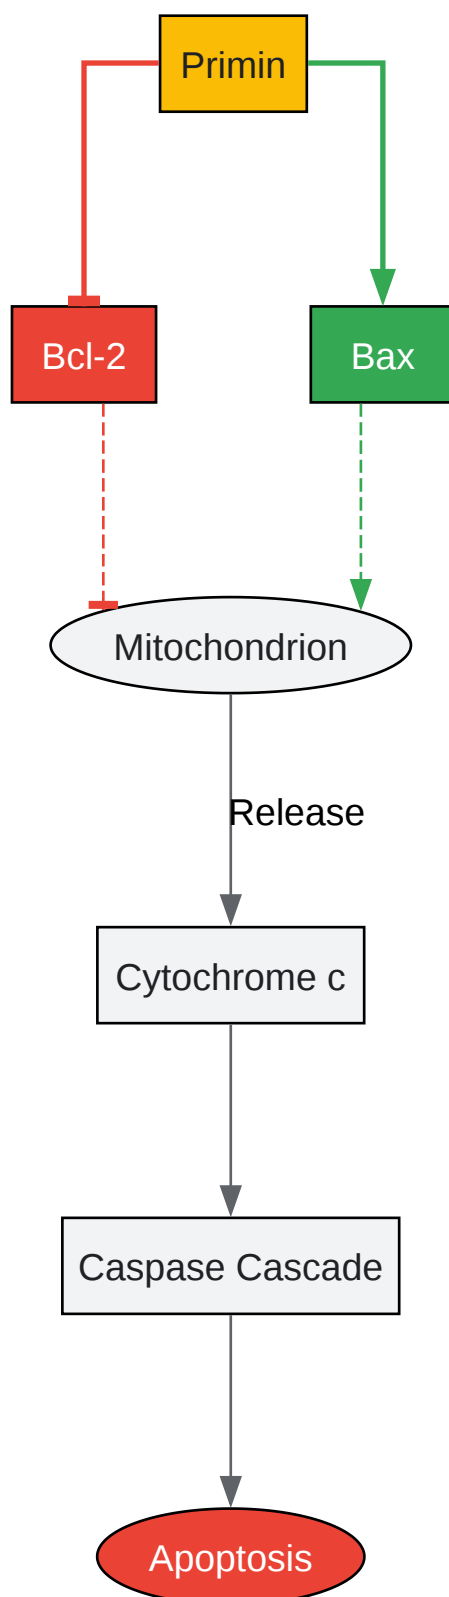 Primin
Bcl-2
Bax
Mitochondrion
Release
Cytochrome c
Caspase Cascade
Apoptosis